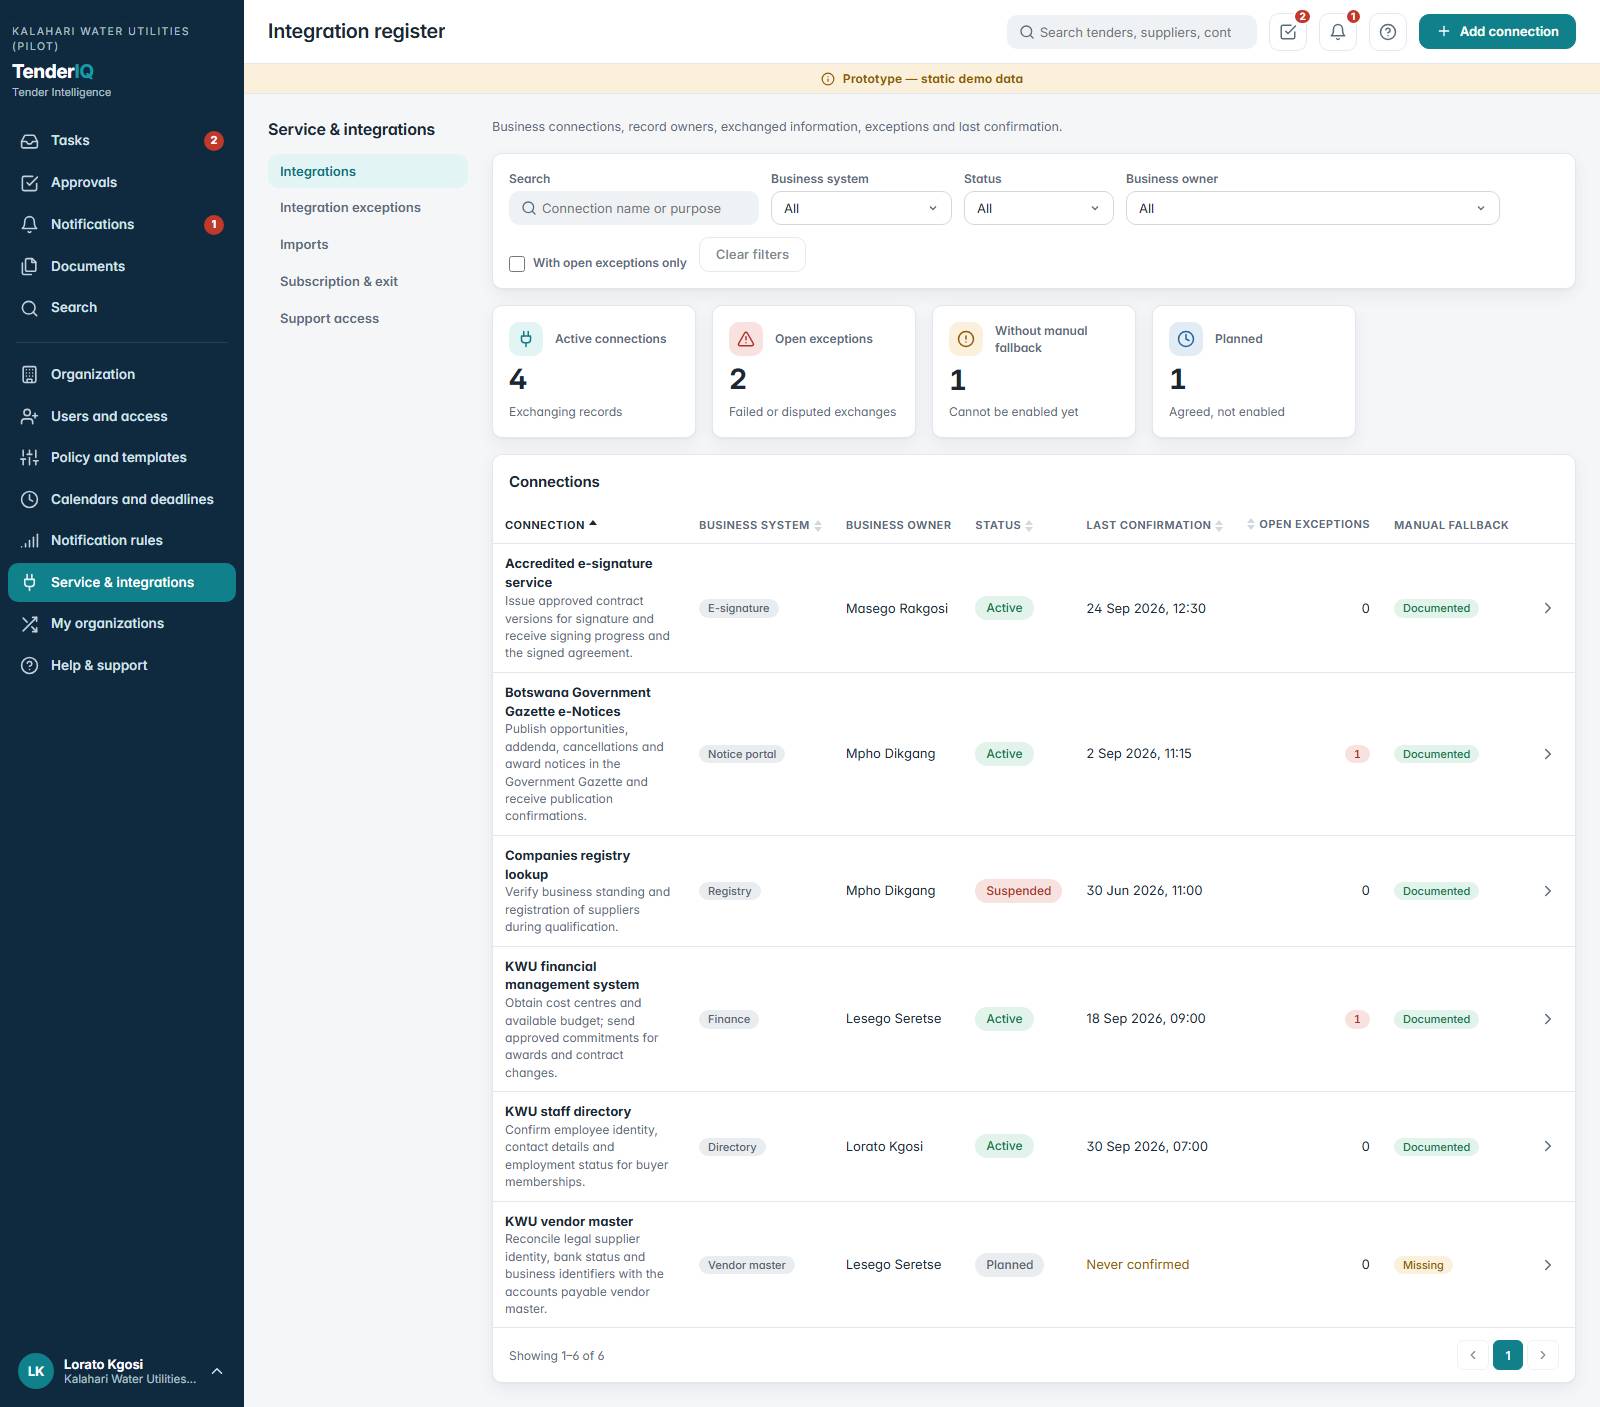 KALAHARI WATER UTILITIES
(PILOT)
TenderIQ
Tender Intelligence
Tasks 2
Approvals
Notifications 1
Documents
Search
Organization
Users and access
Policy and templates
Calendars and deadlines
Notification rules
Service & integrations
My organizations
Help & support
LK
Lorato Kgosi
Kalahari Water Utilities...
Integration register
Search tenders, suppliers, cont
2
1
Add connection
Prototype — static demo data
Service & integrations
Integrations
Integration exceptions
Imports
Subscription & exit
Support access
Business connections, record owners, exchanged information, exceptions and last confirmation.
Search Business system Status Business owner
Connection name or purpose All All All
With open exceptions only Clear filters
Active connections
4
Exchanging records
Open exceptions
2
Failed or disputed exchanges
Without manual
fallback
1
Cannot be enabled yet
Planned
1
Agreed, not enabled
Connections
CONNECTION BUSINESS SYSTEM BUSINESS OWNER STATUS LAST CONFIRMATION OPEN EXCEPTIONS MANUAL FALLBACK
Accredited e-signature
service
Issue approved contract
versions for signature and
receive signing progress and
the signed agreement.
E-signature Masego Rakgosi Active 24 Sep 2026, 12:30 0 Documented
Botswana Government
Gazette e-Notices
Publish opportunities,
addenda, cancellations and
award notices in the
Government Gazette and
receive publication
confirmations.
Notice portal Mpho Dikgang Active 2 Sep 2026, 11:15 1 Documented
Companies registry
lookup
Verify business standing and
registration of suppliers
during qualification.
Registry Mpho Dikgang Suspended 30 Jun 2026, 11:00 0 Documented
KWU financial
management system
Obtain cost centres and
available budget; send
approved commitments for
awards and contract
changes.
Finance Lesego Seretse Active 18 Sep 2026, 09:00 1 Documented
KWU staff directory
Confirm employee identity,
contact details and
employment status for buyer
memberships.
Directory Lorato Kgosi Active 30 Sep 2026, 07:00 0 Documented
KWU vendor master
Reconcile legal supplier
identity, bank status and
business identifiers with the
accounts payable vendor
master.
Vendor master Lesego Seretse Planned Never confirmed 0 Missing
Showing 1–6 of 6
1